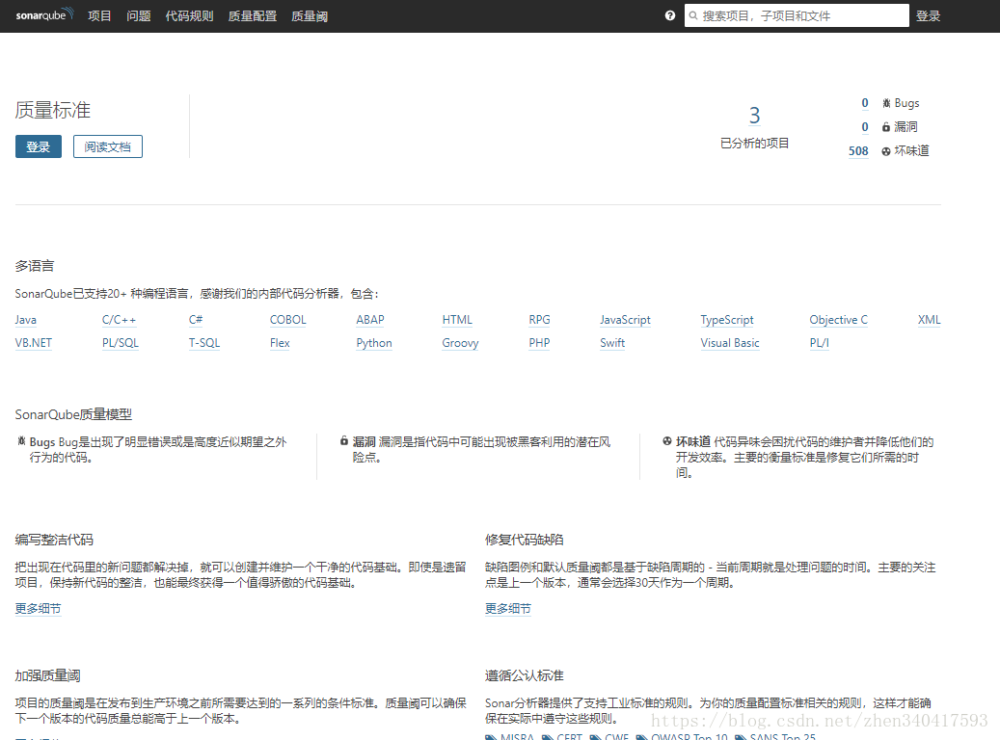 sonarqube 项目 问题 代码规则 质量配置 质量阈 ? 搜索项目，子项目和文件 登录
质量标准
登录 阅读文档
3
已分析的项目
0 Bugs
0 漏洞
508 坏味道
多语言
SonarQube已支持20+ 种编程语言，感谢我们的内部代码分析器，包含：
Java C/C++ C# COBOL ABAP HTML RPG JavaScript TypeScript Objective C XML
VB.NET PL/SQL T-SQL Flex Python Groovy PHP Swift Visual Basic PL/I
SonarQube质量模型
Bugs Bug是出现了明显错误或是高度近似期望之外
行为的代码。
漏洞 漏洞是指代码中可能出现被黑客利用的潜在风
险点。
坏味道 代码异味会困扰代码的维护者并降低他们的
开发效率。主要的衡量标准是修复它们所需的时
间。
编写整洁代码
把出现在代码里的新问题都解决掉，就可以创建并维护一个干净的代码基础。即使是遗留
项目，保持新代码的整洁，也能最终获得一个值得骄傲的代码基础。
更多细节
修复代码缺陷
缺陷图例和默认质量阈都是基于缺陷周期的 - 当前周期就是处理问题的时间。主要的关注
点是上一个版本，通常会选择30天作为一个周期。
更多细节
加强质量阈
项目的质量阈是在发布到生产环境之前所需要达到的一系列的条件标准。质量阈可以确保
下一个版本的代码质量总能高于上一个版本。
遵循公认标准
Sonar分析器提供了支持工业标准的规则。为你的质量配置标准相关的规则，这样才能确
保在实际中遵守这些规则。
MISRA CERT CWE OWASP Top 10 SANS Top 25
https://blog.csdn.net/zhen340417593